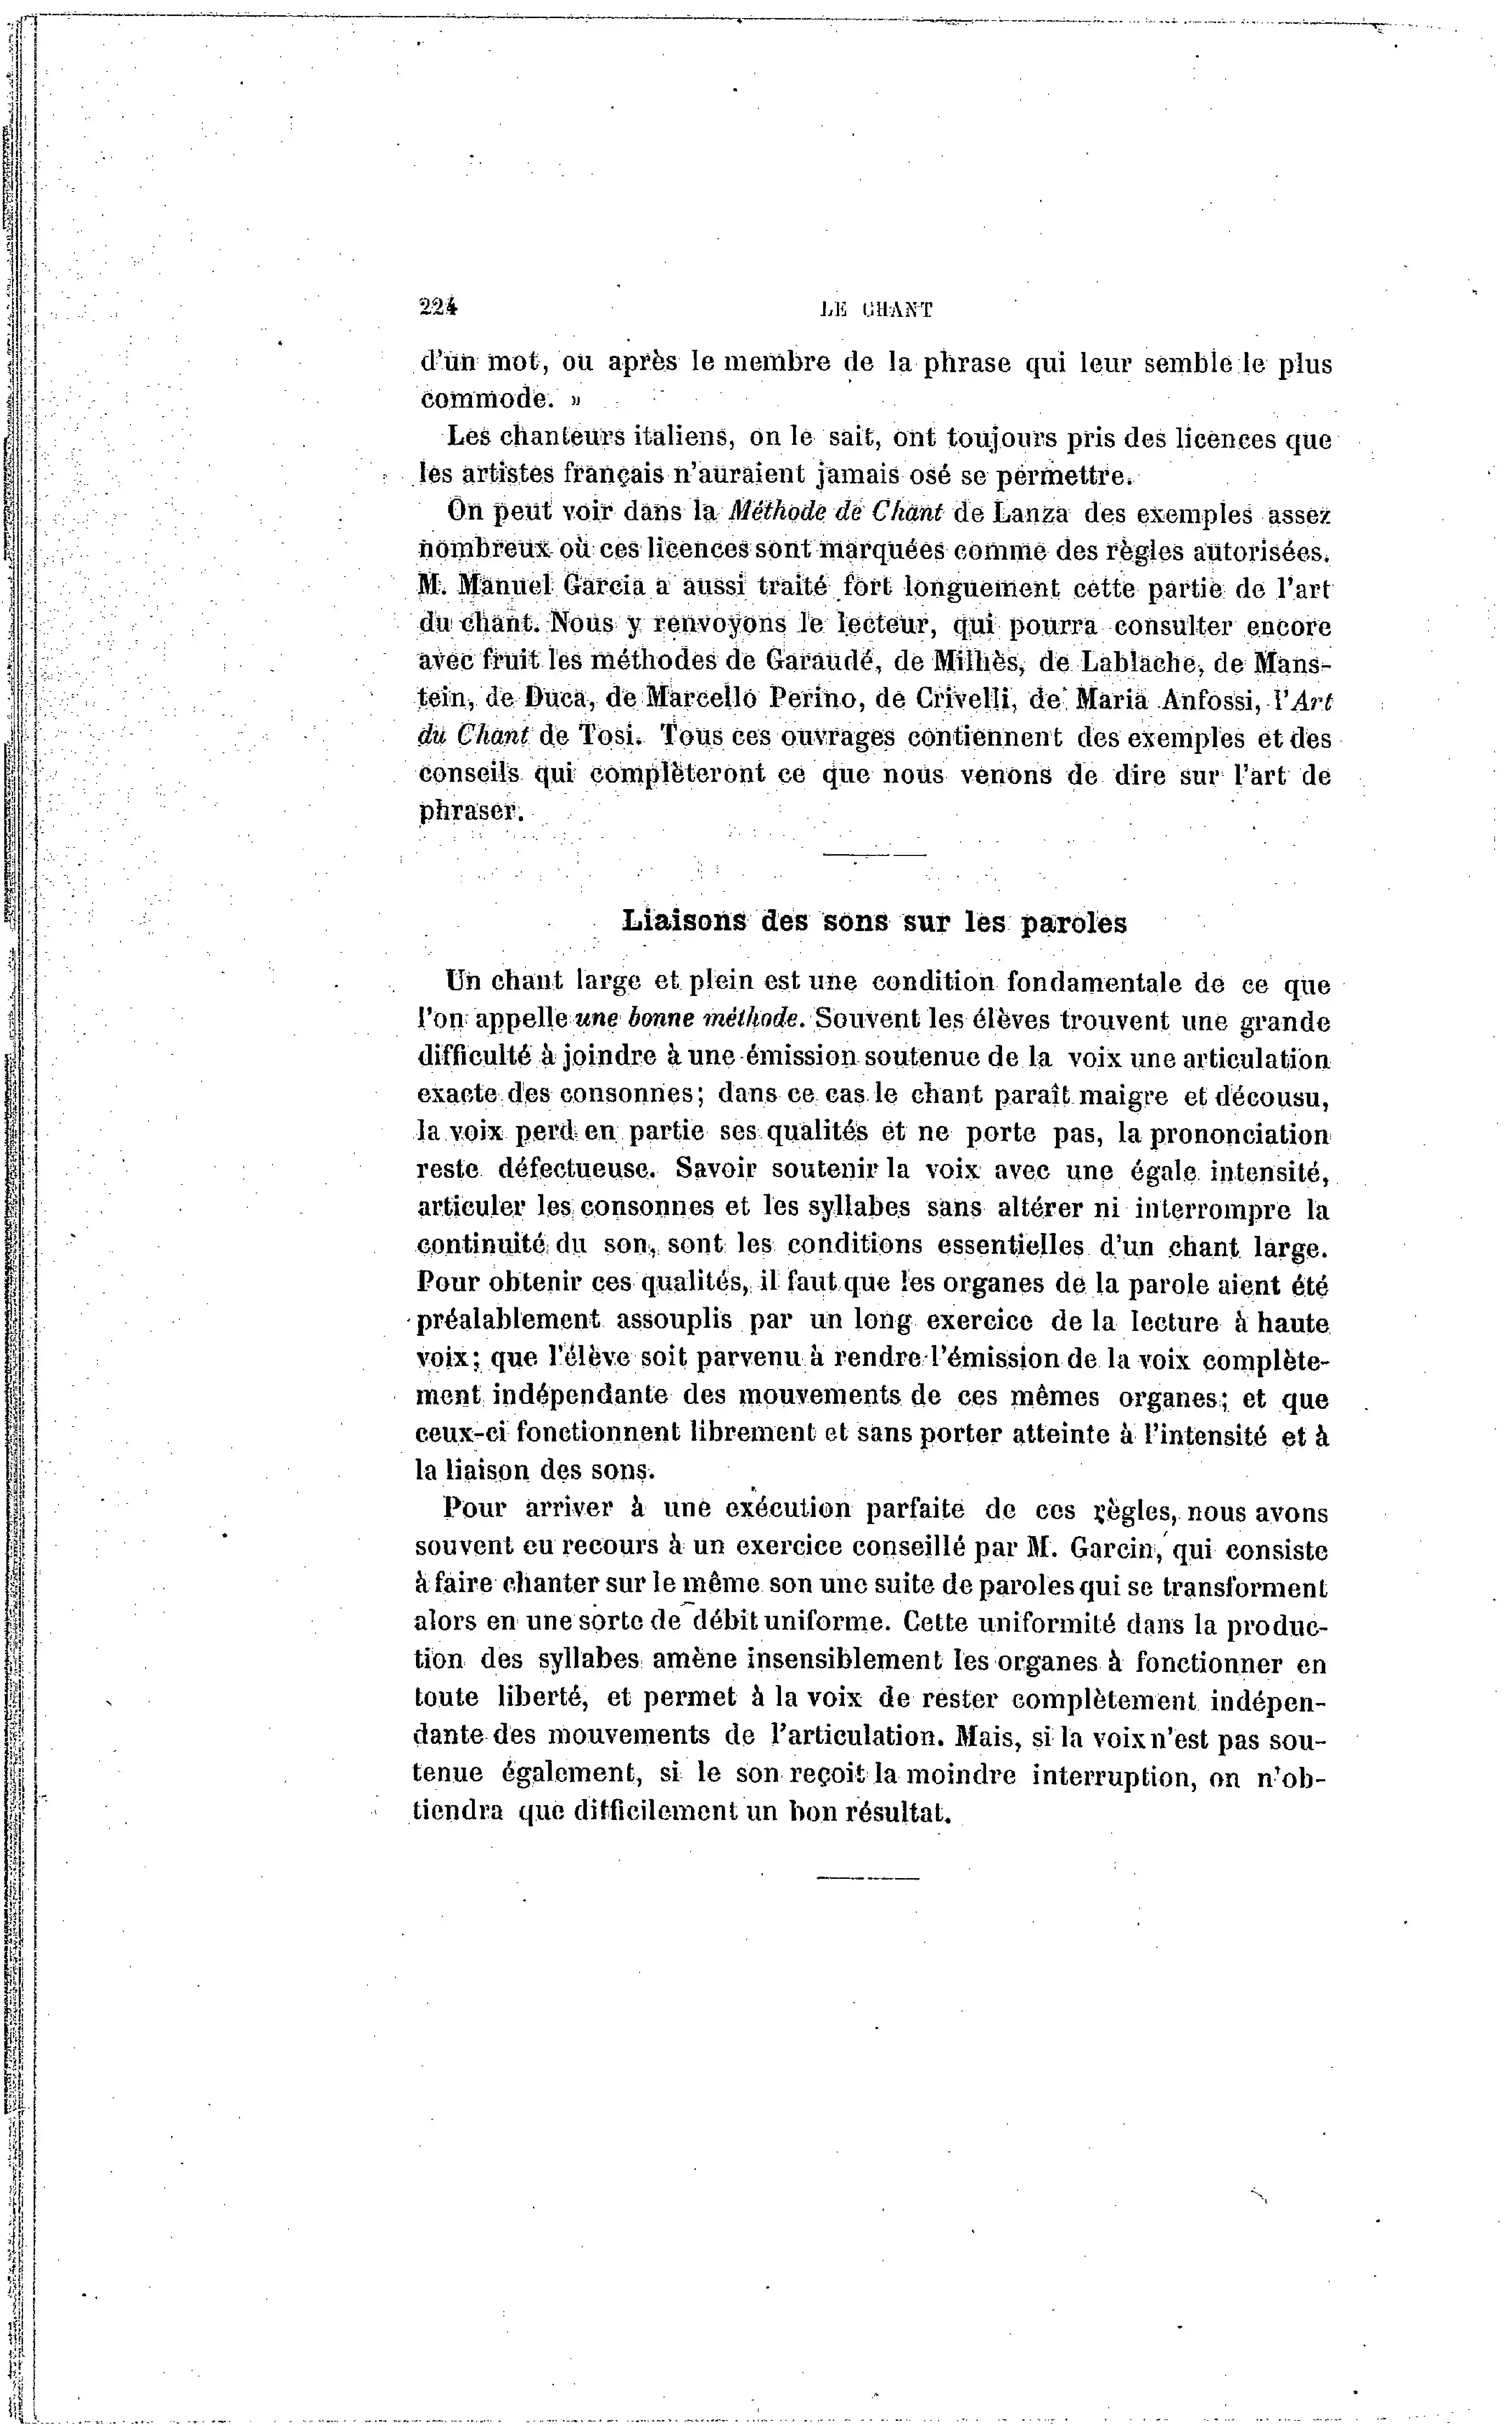 224
LE CHANT
d'un mot, ou après le membre de la phrase qui leur semble le plus
commode. »
Les chanteurs italiens, on le sait, ont toujours pris des licences que
les artistes français n'auraient jamais osé se permettre.
On peut voir dans la Méthode de Chant de Lanza des exemples assez
nombreux où ces licences sont marquées comme des règles autorisées.
M. Manuel Garcia a aussi traité fort longuement cette partie de l'art
du chant. Nous y renvoyons le lecteur, qui pourra consulter encore
avec fruit les méthodes de Garaudé, de Milhès, de Lablache, de Mans-
tein, de Duca, de Marcello Perino, de Crivelli, de Maria Anfossi, l'Art
du Chant de Tosi. Tous ces ouvrages contiennent des exemples et des
conseils qui compléteront ce que nous venons de dire sur l'art de
phraser.
Liaisons des sons sur les paroles
Un chant large et plein est une condition fondamentale de ce que
l'on appelle une bonne méthode. Souvent les élèves trouvent une grande
difficulté à joindre à une émission soutenue de la voix une articulation
exacte des consonnes; dans ce cas le chant paraît maigre et décousu,
la voix perd en partie ses qualités et ne porte pas, la prononciation
reste défectueuse. Savoir soutenir la voix avec une égale intensité,
articuler les consonnes et les syllabes sans altérer ni interrompre la
continuité du son, sont les conditions essentielles d'un chant large.
Pour obtenir ces qualités, il faut que les organes de la parole aient été
préalablement assouplis par un long exercice de la lecture à haute
voix; que l'élève soit parvenu à rendre l'émission de la voix complète-
ment indépendante des mouvements de ces mêmes organes; et que
ceux-ci fonctionnent librement et sans porter atteinte à l'intensité et à
la liaison des sons.
Pour arriver à une exécution parfaite de ces règles, nous avons
souvent eu recours à un exercice conseillé par M. Garcin, qui consiste
à faire chanter sur le même son une suite de paroles qui se transforment
alors en une sorte de débit uniforme. Cette uniformité dans la produc-
tion des syllabes amène insensiblement les organes à fonctionner en
toute liberté, et permet à la voix de rester complètement indépen-
dante des mouvements de l'articulation. Mais, si la voix n'est pas sou-
tenue également, si le son reçoit la moindre interruption, on n'ob-
tiendra que difficilement un bon résultat.